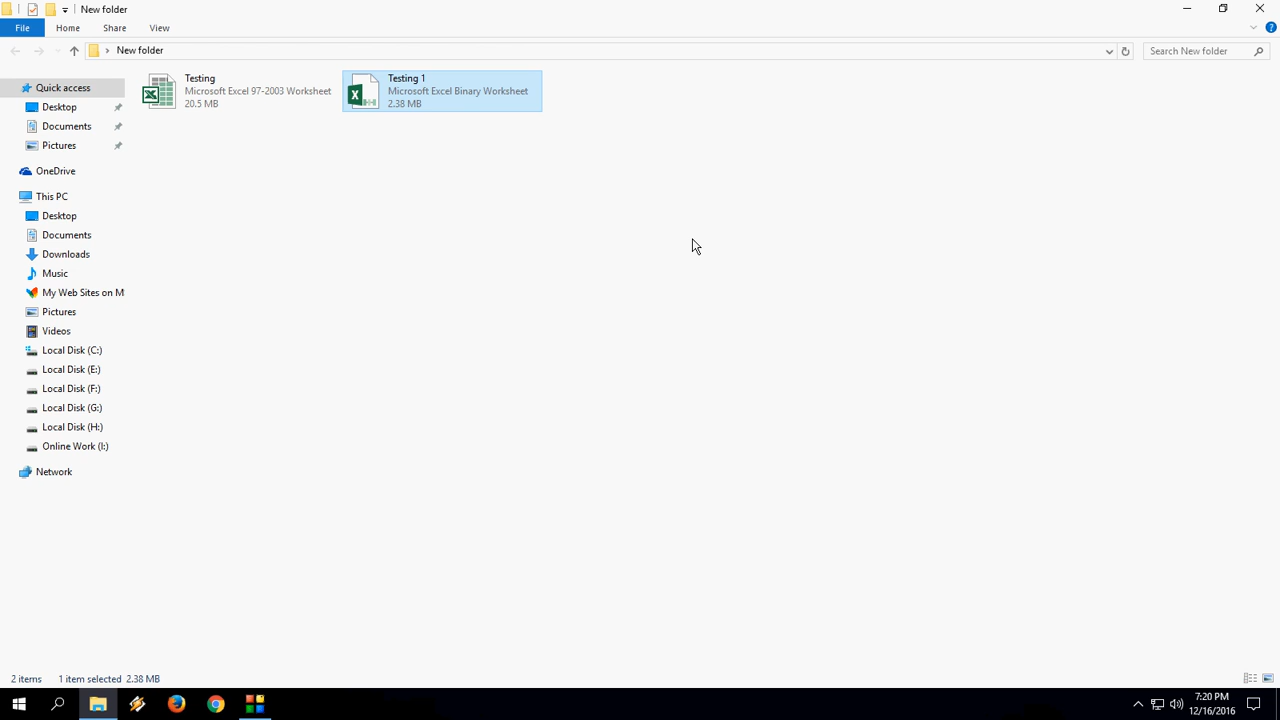 New folder
File Home Share View
New folder
Search New folder
Quick access
Desktop
Documents
Pictures
OneDrive
This PC
Desktop
Documents
Downloads
Music
My Web Sites on M
Pictures
Videos
Local Disk (C:)
Local Disk (E:)
Local Disk (F:)
Local Disk (G:)
Local Disk (H:)
Online Work (I:)
Network
Testing
Microsoft Excel 97-2003 Worksheet
20.5 MB
Testing 1
Microsoft Excel Binary Worksheet
2.38 MB
2 items 1 item selected 2.38 MB
7:20 PM
12/16/2016